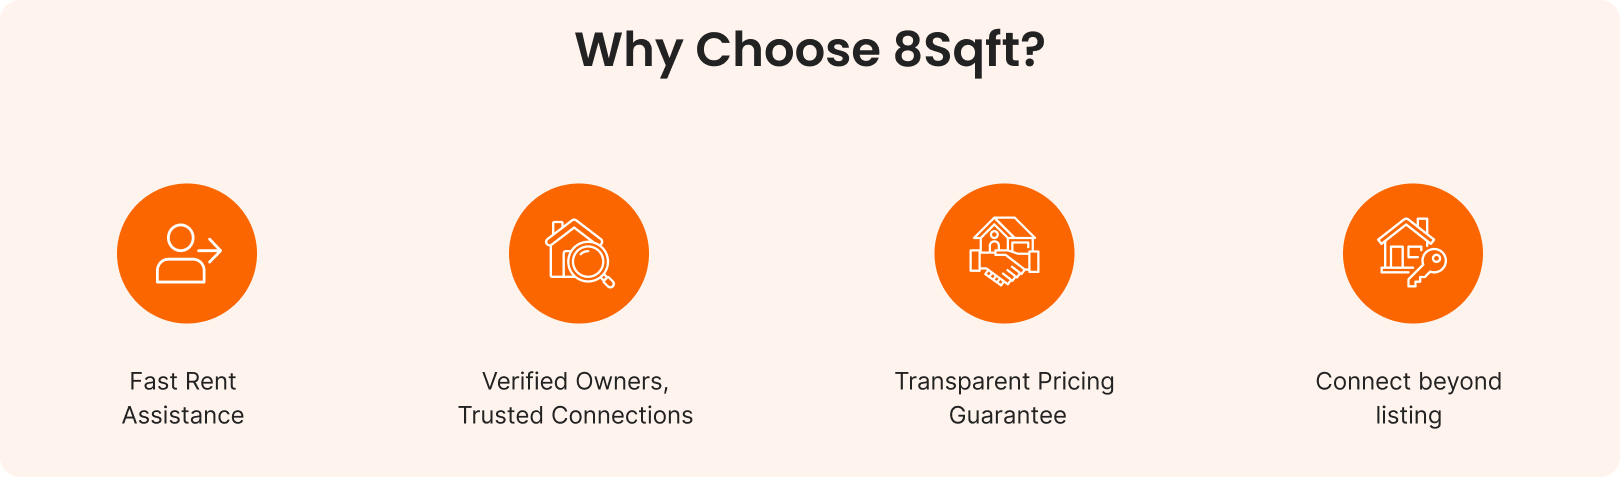 Why Choose 8Sqft?
Fast Rent
Assistance
Verified Owners,
Trusted Connections
Transparent Pricing
Guarantee
Connect beyond
listing